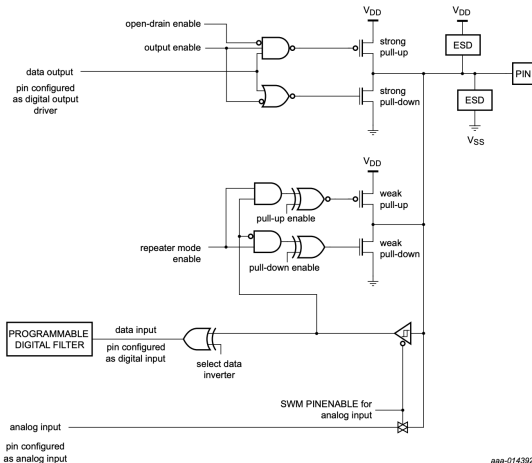 open-drain enable
output enable
data output
pin configured
as digital output
driver
VDD
strong
pull-up
strong
pull-down
VDD
ESD
PIN
ESD
VSS
VDD
weak
pull-up
pull-up enable
repeater mode
enable
pull-down enable
weak
pull-down
PROGRAMMABLE
DIGITAL FILTER
data input
pin configured
as digital input
select data
inverter
SWM PINENABLE for
analog input
analog input
pin configured
as analog input
aaa-014392